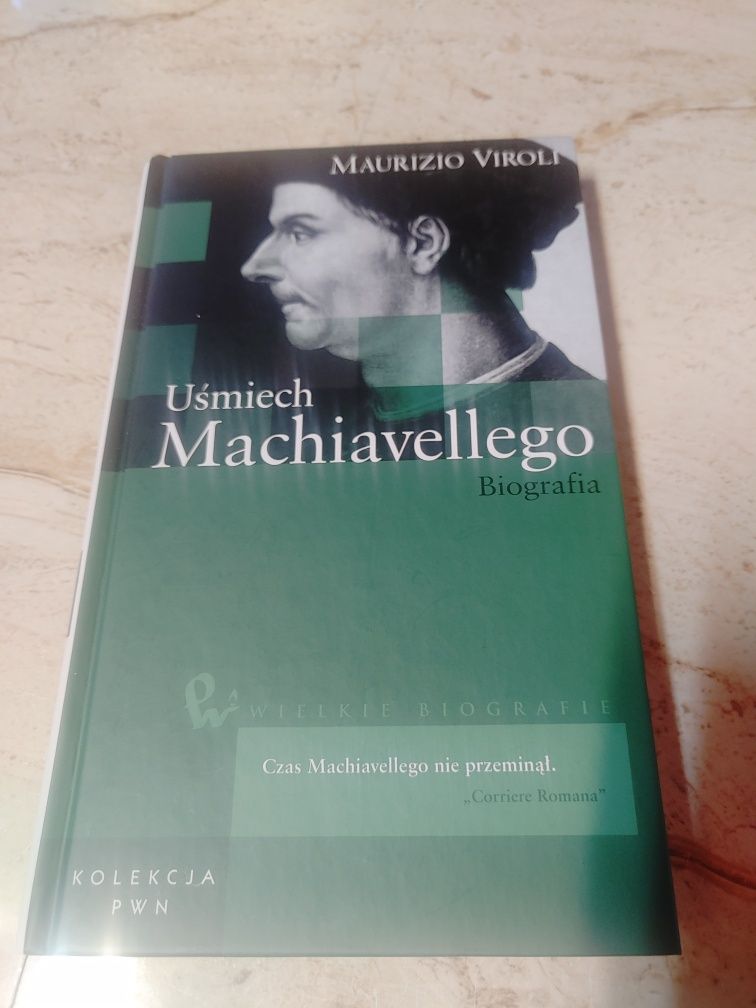 MAURIZIO VIROLI
Uśmiech
Machiavellego
Biografia
WIELKIE BIOGRAFIE
Czas Machiavellego nie przeminął.
„Corriere Romana”
KOLEKCJA
PWN